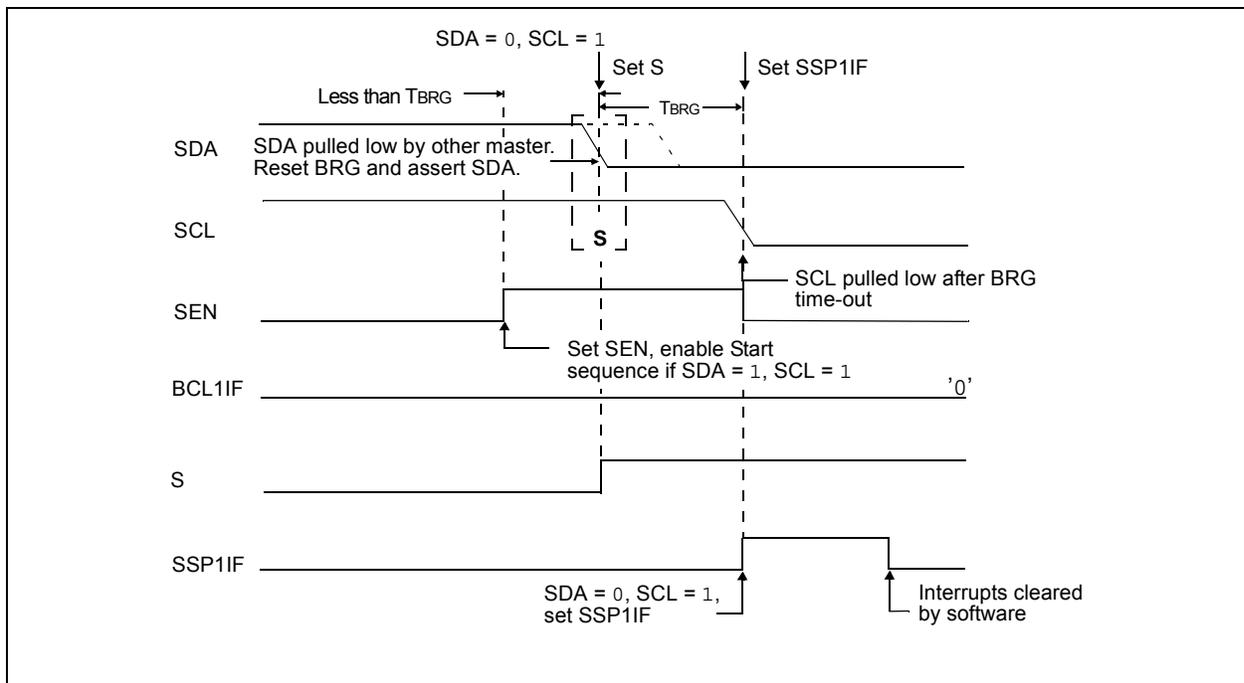 SDA = 0, SCL = 1
Set S
Set SSP1IF
Less than TBRG
TBRG
SDA
SDA pulled low by other master.
Reset BRG and assert SDA.
SCL
S
SCL pulled low after BRG
time-out
SEN
Set SEN, enable Start
sequence if SDA = 1, SCL = 1
BCL1IF
'0'
S
SSP1IF
SDA = 0, SCL = 1,
set SSP1IF
Interrupts cleared
by software